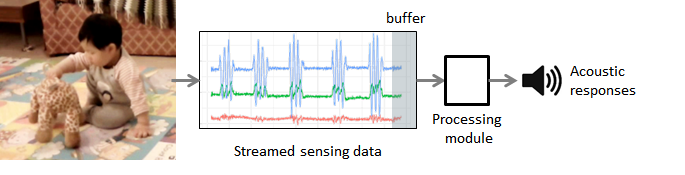 buffer
Acoustic
responses
Processing
module
Streamed sensing data